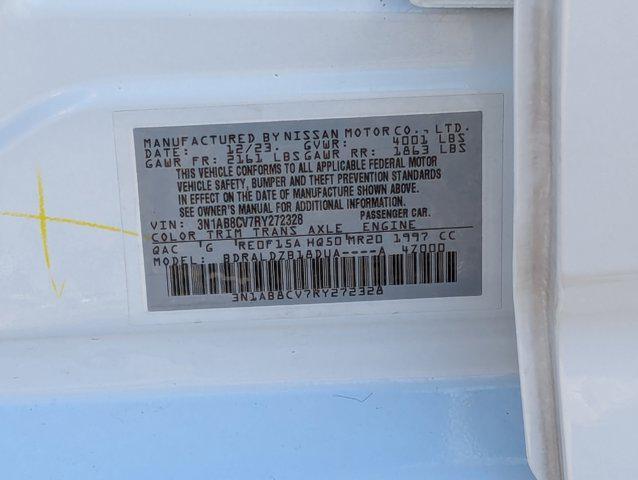 MANUFACTURED BY NISSAN MOTOR CO., LTD.
DATE: 12/23. GVWR: 4001 LBS
GAWR FR: 2161 LBS GAWR RR: 1863 LBS
THIS VEHICLE CONFORMS TO ALL APPLICABLE FEDERAL MOTOR
VEHICLE SAFETY, BUMPER AND THEFT PREVENTION STANDARDS
IN EFFECT ON THE DATE OF MANUFACTURE SHOWN ABOVE.
SEE OWNER'S MANUAL FOR ADDITIONAL INFORMATION.
VIN: 3N1AB8CV7RY272328 PASSENGER CAR.
COLOR TRIM TRANS AXLE ENGINE
QAC G RE0F15A HQ50 MR20 1997 CC
MODEL: BDRALDZB1BDUA----A 4Z000
3N1AB8CV7RY272328